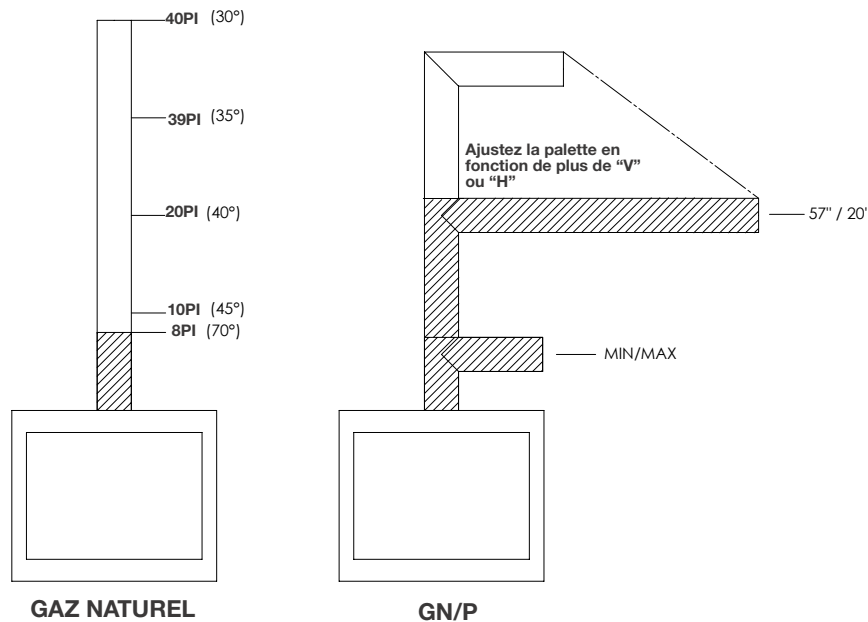 40PI (30°)
39PI (35°)
20PI (40°)
10PI (45°)
8PI (70°)
GAZ NATUREL
Ajustez la palette en
fonction de plus de “V”
ou “H”
57" / 20'
MIN/MAX
GN/P